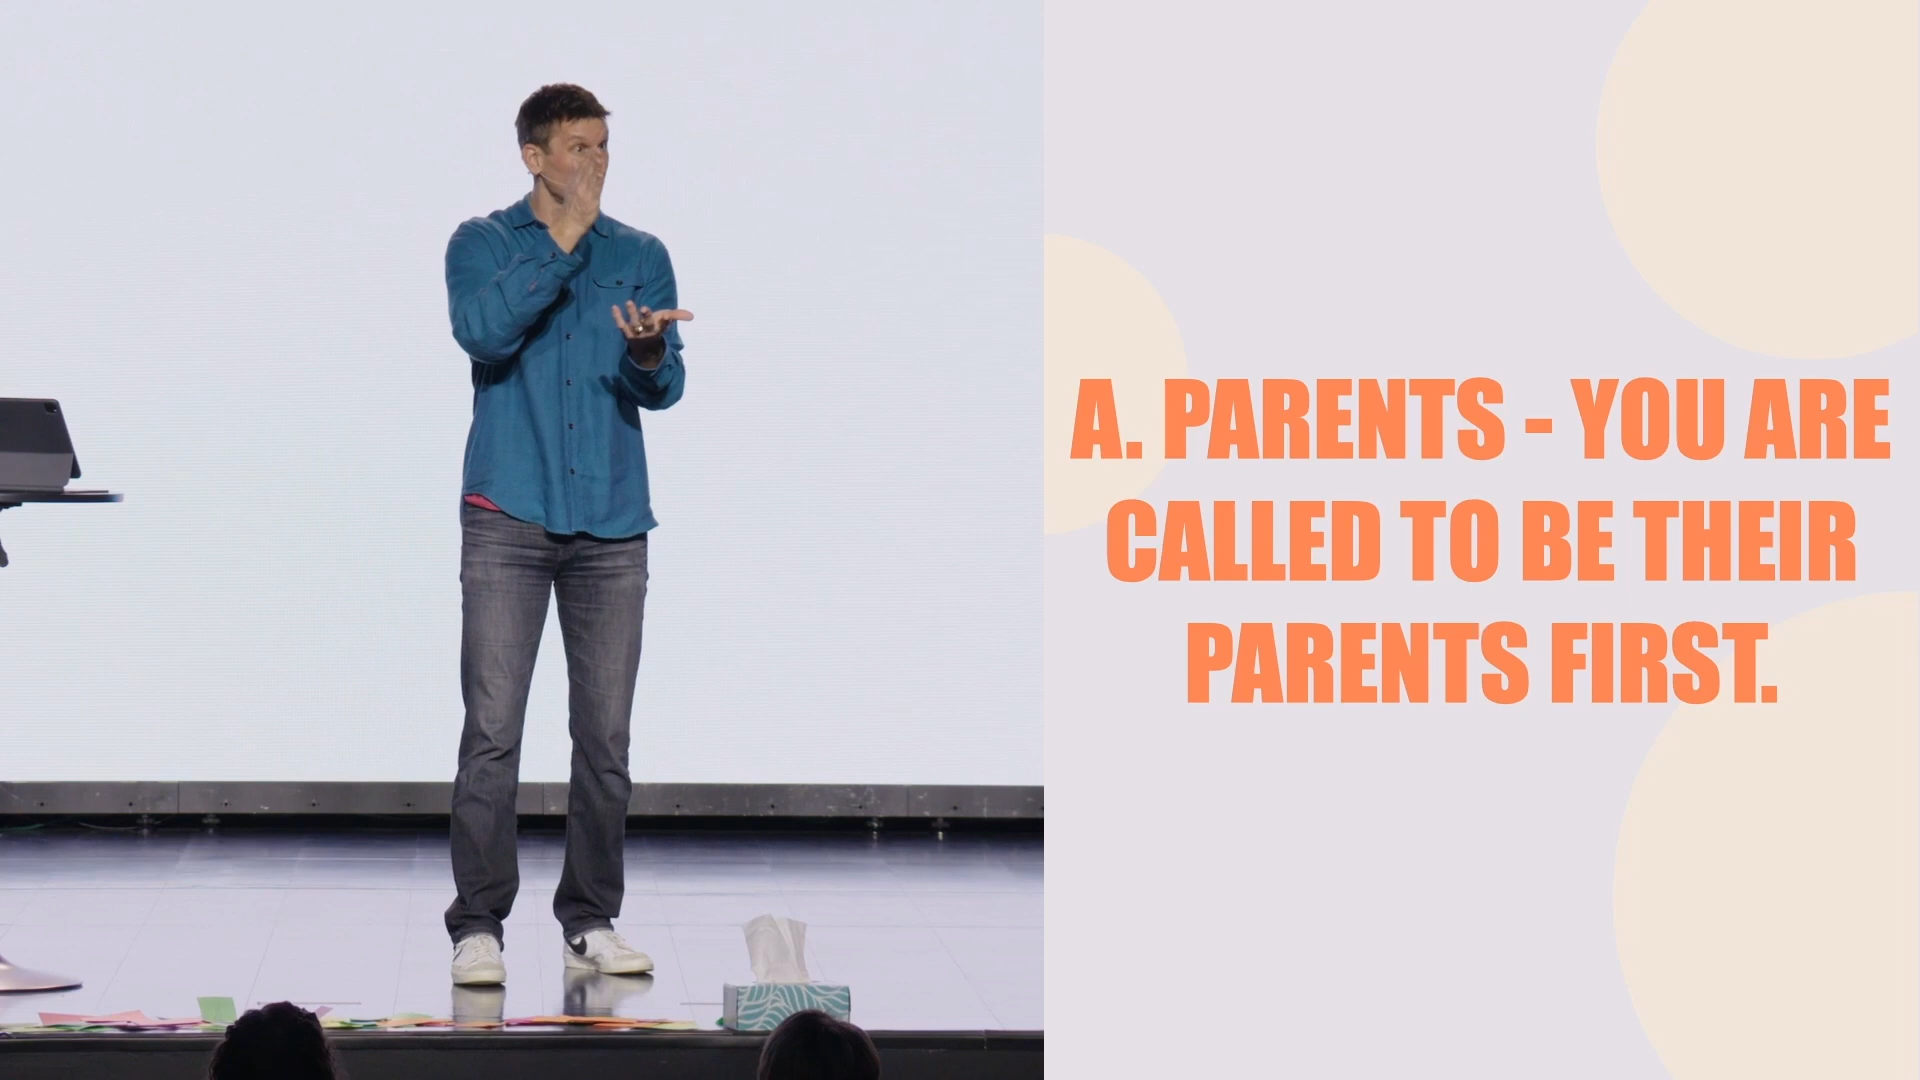 A. PARENTS - YOU ARE
CALLED TO BE THEIR
PARENTS FIRST.